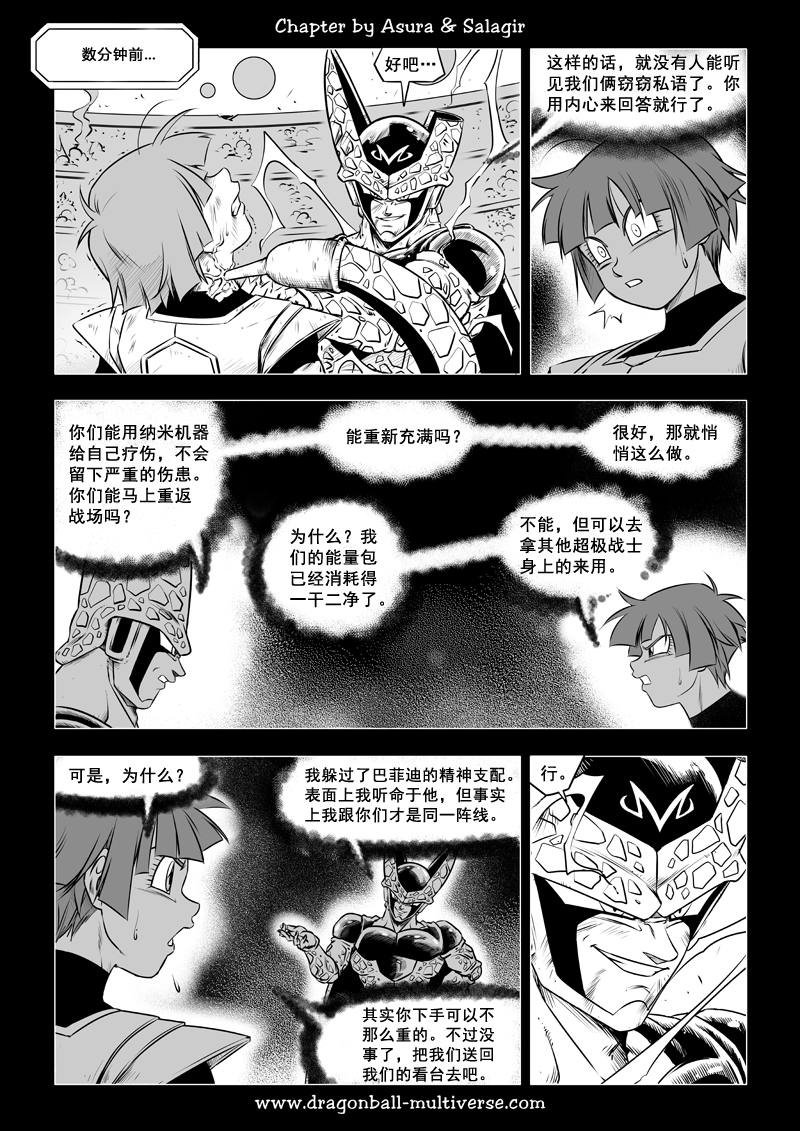 Chapter by Asura & Salagir
数分钟前...
好吧…
这样的话，就没有人能听
见我们俩窃窃私语了。你
用内心来回答就行了。
你们能用纳米机器
给自己疗伤，不会
留下严重的伤患。
你们能马上重返
战场吗？
能重新充满吗？
很好，那就悄
悄这么做。
为什么？我
们的能量包
已经消耗得
一干二净了。
不能，但可以去
拿其他超极战士
身上的来用。
可是，为什么？
我躲过了巴菲迪的精神支配。
表面上我听命于他，但事实
上我跟你们才是同一阵线。
其实你下手可以不
那么重的。不过没
事了，把我们送回
我们的看台去吧。
行。
www.dragonball-multiverse.com